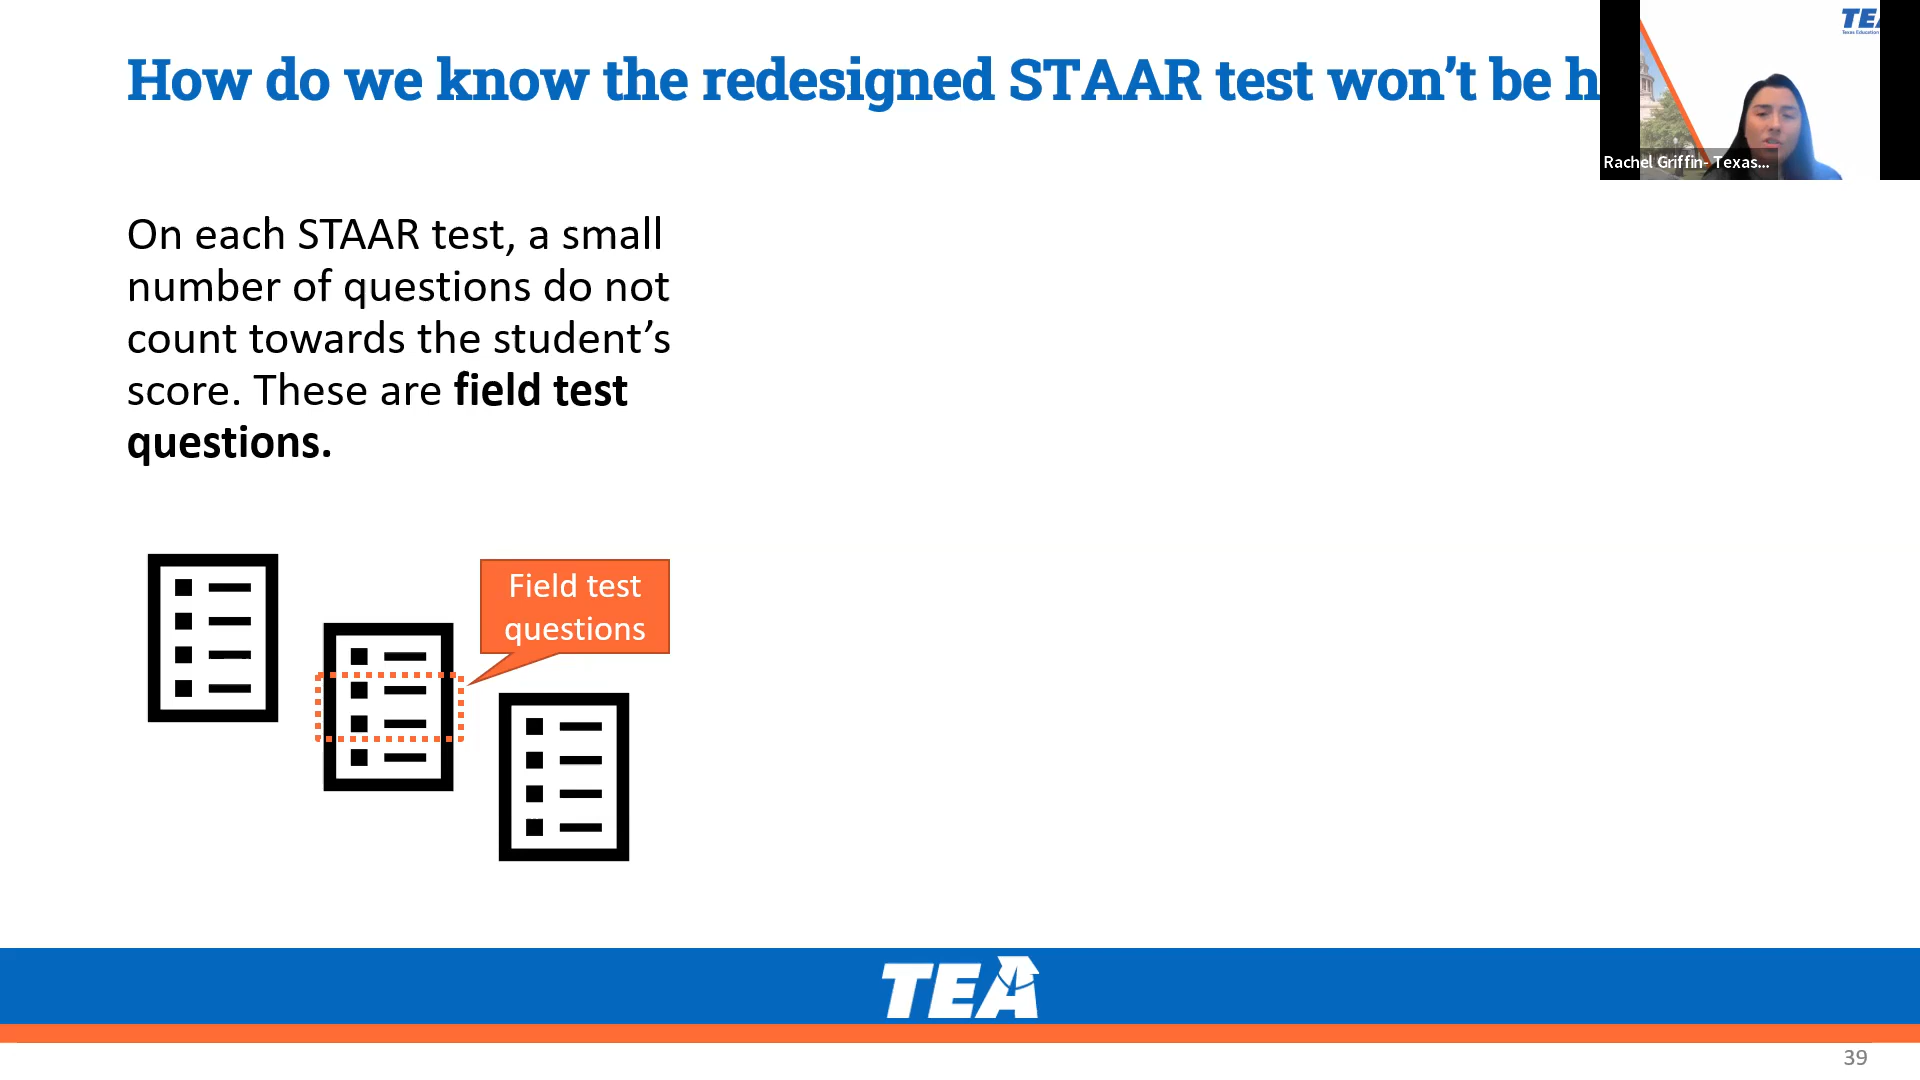 How do we know the redesigned STAAR test won’t be h
TEA
Rachel Griffin- Texas...
On each STAAR test, a small
number of questions do not
count towards the student’s
score. These are field test
questions.
Field test
questions
TEA
39